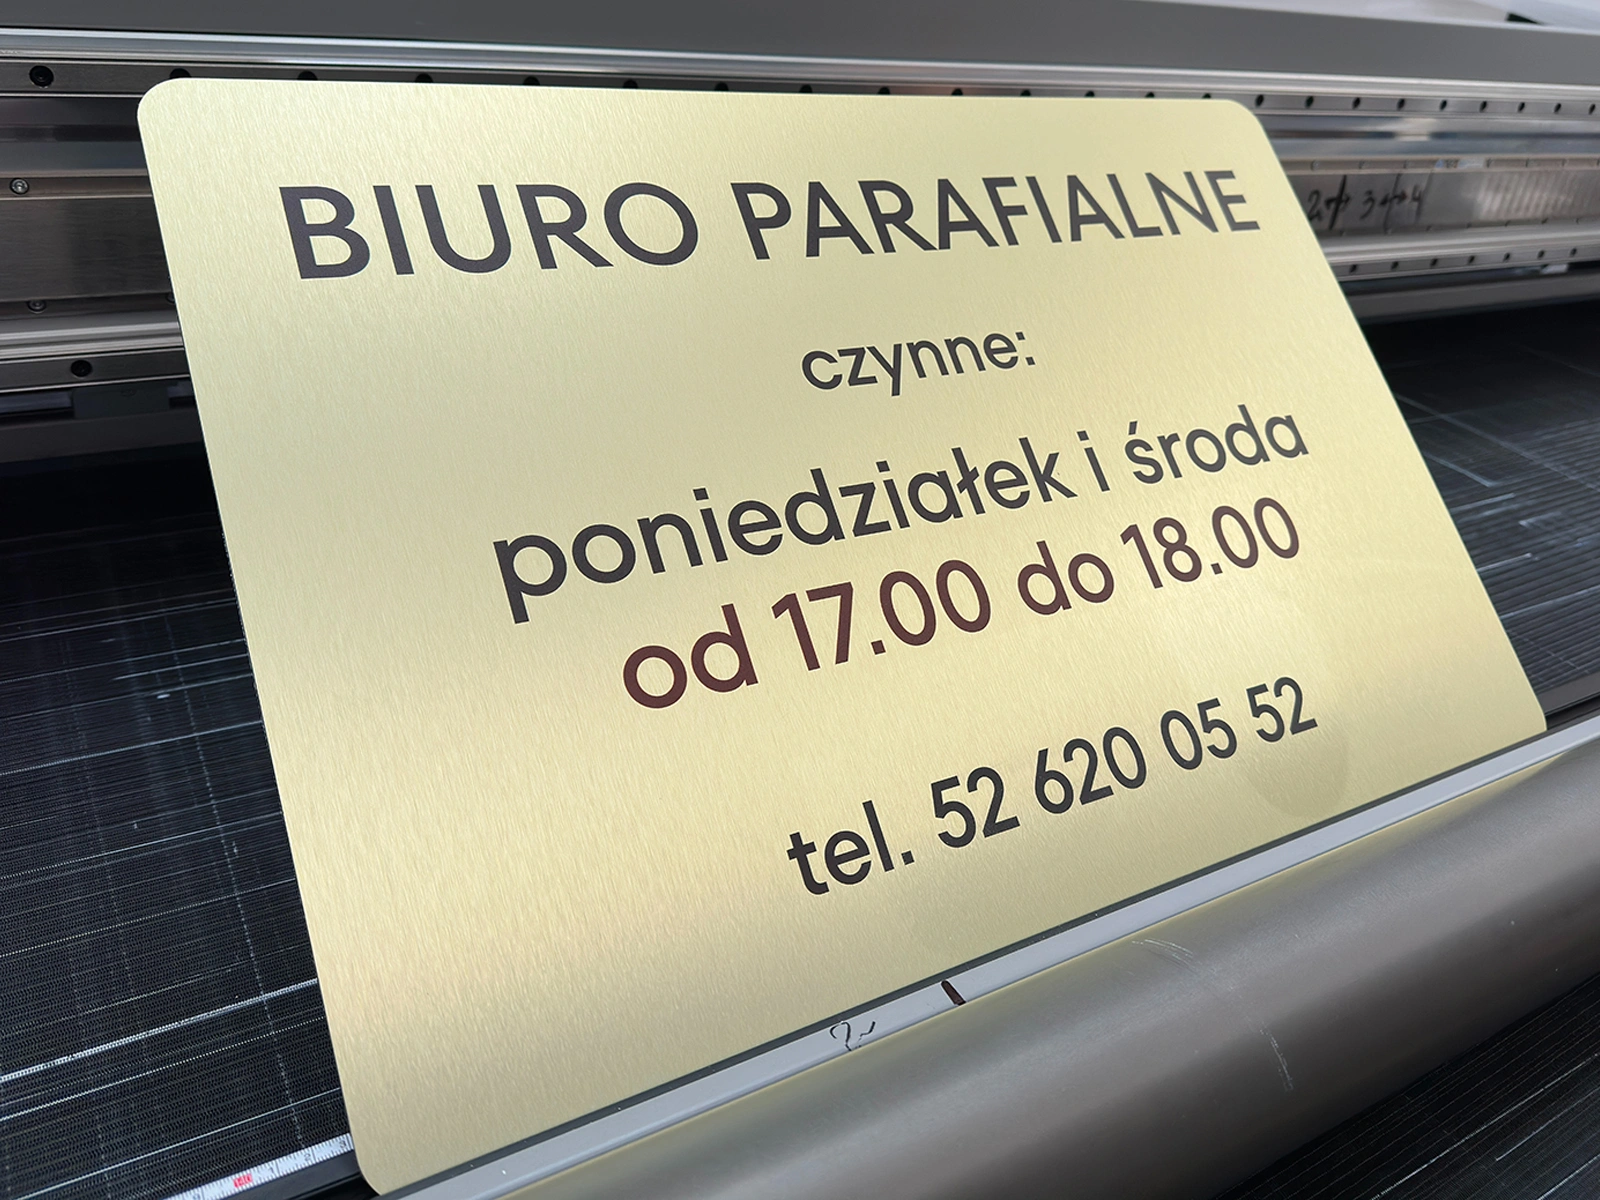 BIURO PARAFIALNE
czynne:
poniedziałek i środa
od 17.00 do 18.00
tel. 52 620 05 52